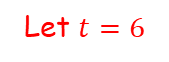 Let t = 6